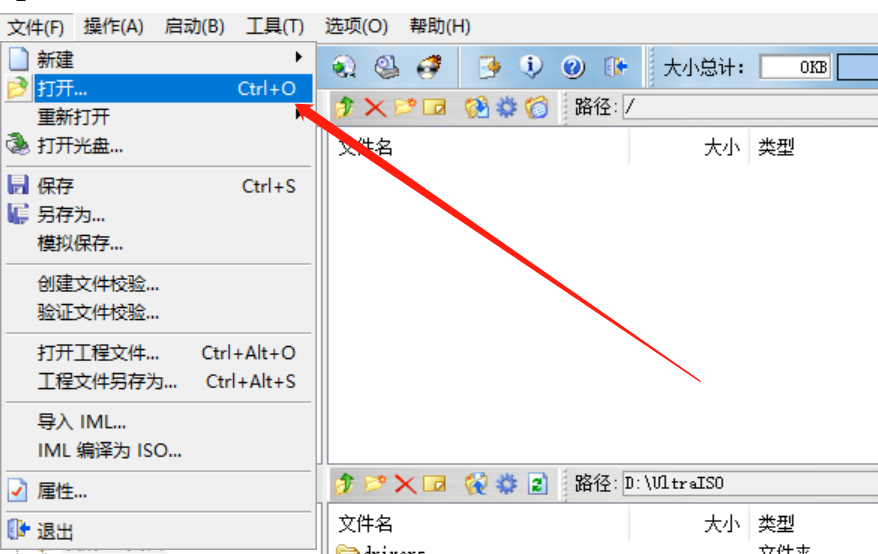 文件(F) 操作(A) 启动(B) 工具(T) 选项(O) 帮助(H)
新建
打开... Ctrl+O
重新打开
打开光盘...
保存 Ctrl+S
另存为...
模拟保存...
创建文件校验...
验证文件校验...
打开工程文件... Ctrl+Alt+O
工程文件另存为... Ctrl+Alt+S
导入 IML...
IML 编译为 ISO...
属性...
退出
大小总计: 0KB
路径: /
文件名 大小 类型
路径: D:\UltraISO
文件名 大小 类型
drivers 文件夹